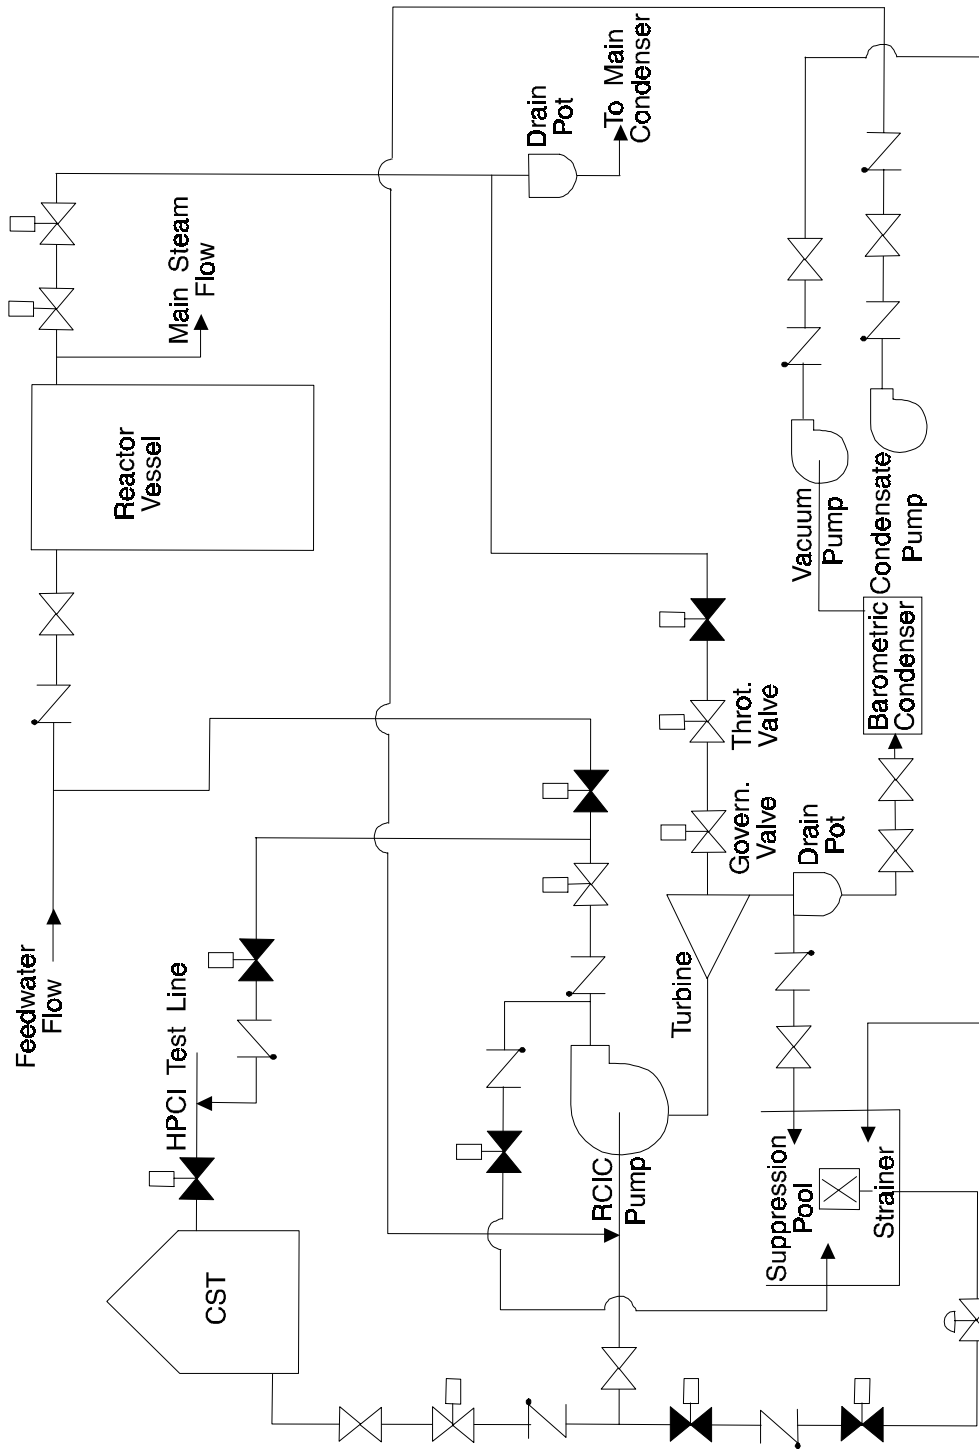 Feedwater
Flow
HPCI Test Line
CST
Reactor
Vessel
Main Steam
Flow
Drain
Pot
To Main
Condenser
RCIC
Pump
Turbine
Govern.
Valve
Throt.
Valve
Drain
Pot
Suppression
Pool
Strainer
Barometric
Condenser
Vacuum
Pump
Condensate
Pump